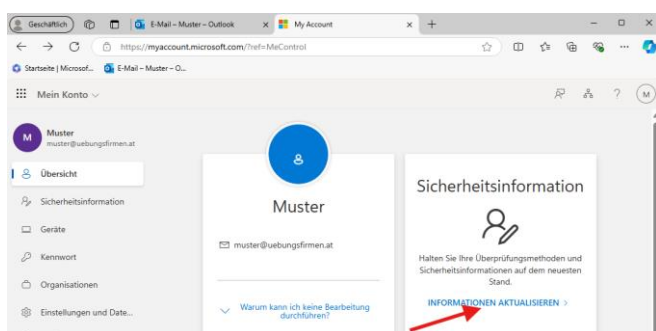 Geschäftlich
E-Mail – Muster – Outlook
My Account
https://myaccount.microsoft.com/?ref=MeControl
Startseite | Microsof...
E-Mail – Muster – O...
Mein Konto
?
M
M
Muster
muster@uebungsfirmen.at
Übersicht
Sicherheitsinformation
Geräte
Kennwort
Organisationen
Einstellungen und Date...
Muster
muster@uebungsfirmen.at
Warum kann ich keine Bearbeitung
durchführen?
Sicherheitsinformation
Halten Sie Ihre Überprüfungsmethoden und
Sicherheitsinformationen auf dem neuesten
Stand.
INFORMATIONEN AKTUALISIEREN >